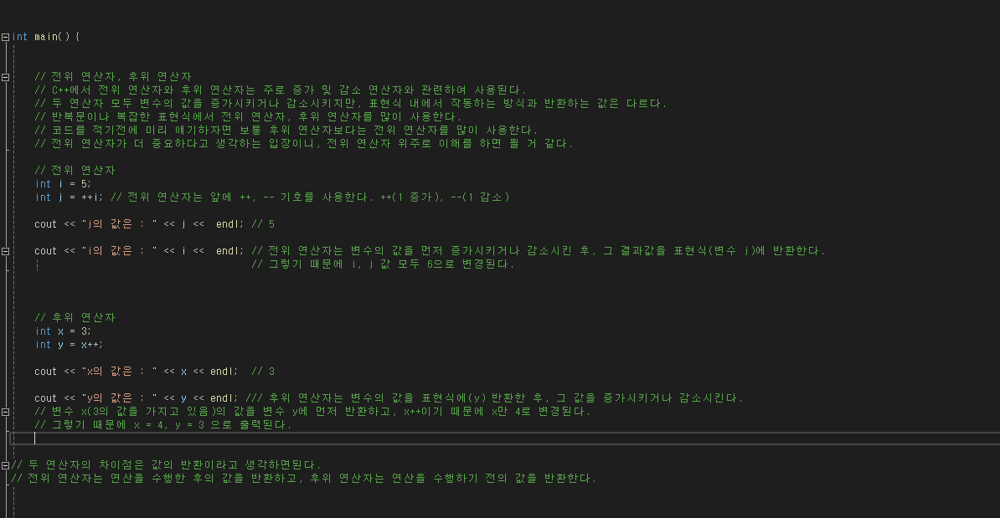 int main() {
// 전위 연산자, 후위 연산자
// C++에서 전위 연산자와 후위 연산자는 주로 증가 및 감소 연산자와 관련하여 사용된다.
// 두 연산자 모두 변수의 값을 증가시키거나 감소시키지만, 표현식 내에서 작동하는 방식과 반환하는 값은 다르다.
// 반복문이나 복잡한 표현식에서 전위 연산자, 후위 연산자를 많이 사용한다.
// 코드를 적기전에 미리 얘기하자면 보통 후위 연산자보다는 전위 연산자를 많이 사용한다.
// 전위 연산자가 더 중요하다고 생각하는 입장이니, 전위 연산자 위주로 이해를 하면 될 거 같다.
// 전위 연산자
int i = 5;
int j = ++i; // 전위 연산자는 앞에 ++, -- 기호를 사용한다. ++(1 증가), --(1 감소)
cout << "j의 값은 : " << j <<  endl; // 5
cout << "i의 값은 : " << i <<  endl; // 전위 연산자는 변수의 값을 먼저 증가시키거나 감소시킨 후, 그 결과값을 표현식(변수 j)에 반환한다.
// 그렇기 때문에 i, j 값 모두 6으로 변경된다.
// 후위 연산자
int x = 3;
int y = x++;
cout << "x의 값은 : " << x << endl;  // 3
cout << "y의 값은 : " << y << endl; /// 후위 연산자는 변수의 값을 표현식에(y) 반환한 후, 그 값을 증가시키거나 감소시킨다.
// 변수 x(3의 값을 가지고 있음)의 값을 변수 y에 먼저 반환하고, x++이기 때문에 x만 4로 변경된다.
// 그렇기 때문에 x = 4, y = 3 으로 출력된다.
// 두 연산자의 차이점은 값의 반환이라고 생각하면된다.
// 전위 연산자는 연산을 수행한 후의 값을 반환하고, 후위 연산자는 연산을 수행하기 전의 값을 반환한다.